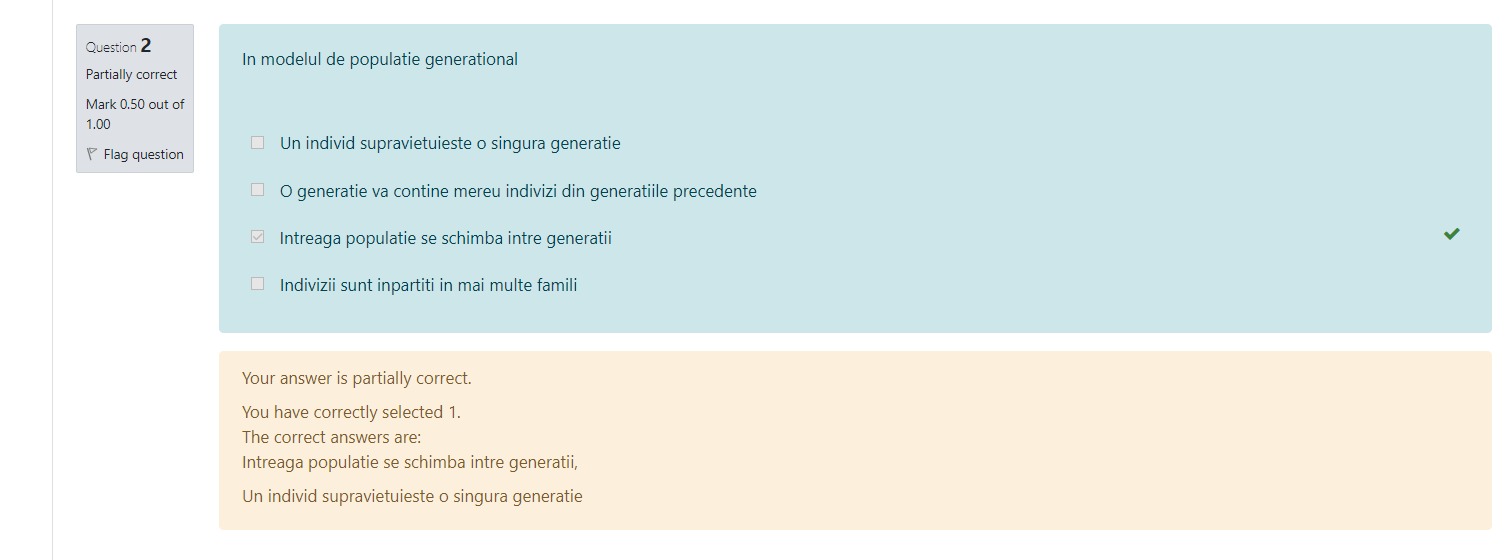 Question 2
Partially correct
Mark 0.50 out of
1.00
Flag question
In modelul de populatie generational
Un individ supravietuieste o singura generatie
O generatie va contine mereu indivizi din generatiile precedente
Intreaga populatie se schimba intre generatii
Indivizii sunt inpartiti in mai multe famili
Your answer is partially correct.
You have correctly selected 1.
The correct answers are:
Intreaga populatie se schimba intre generatii,
Un individ supravietuieste o singura generatie